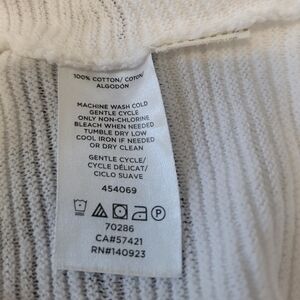 100% COTTON/ COTON/
ALGODÓN
MACHINE WASH COLD
GENTLE CYCLE
ONLY NON-CHLORINE
BLEACH WHEN NEEDED
TUMBLE DRY LOW
COOL IRON IF NEEDED
OR DRY CLEAN
GENTLE CYCLE/
CYCLE DÉLICAT/
CICLO SUAVE
454069
P
70286
CA#57421
RN#140923